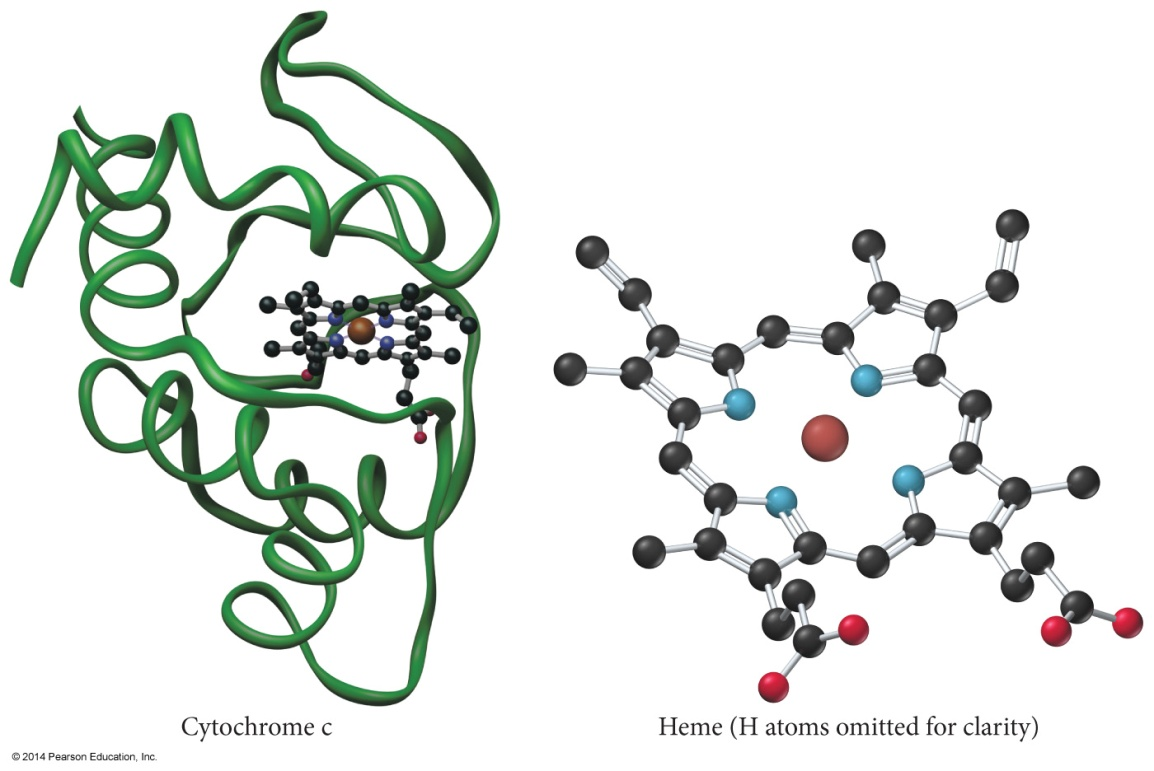 Cytochrome c
Heme (H atoms omitted for clarity)
© 2014 Pearson Education, Inc.